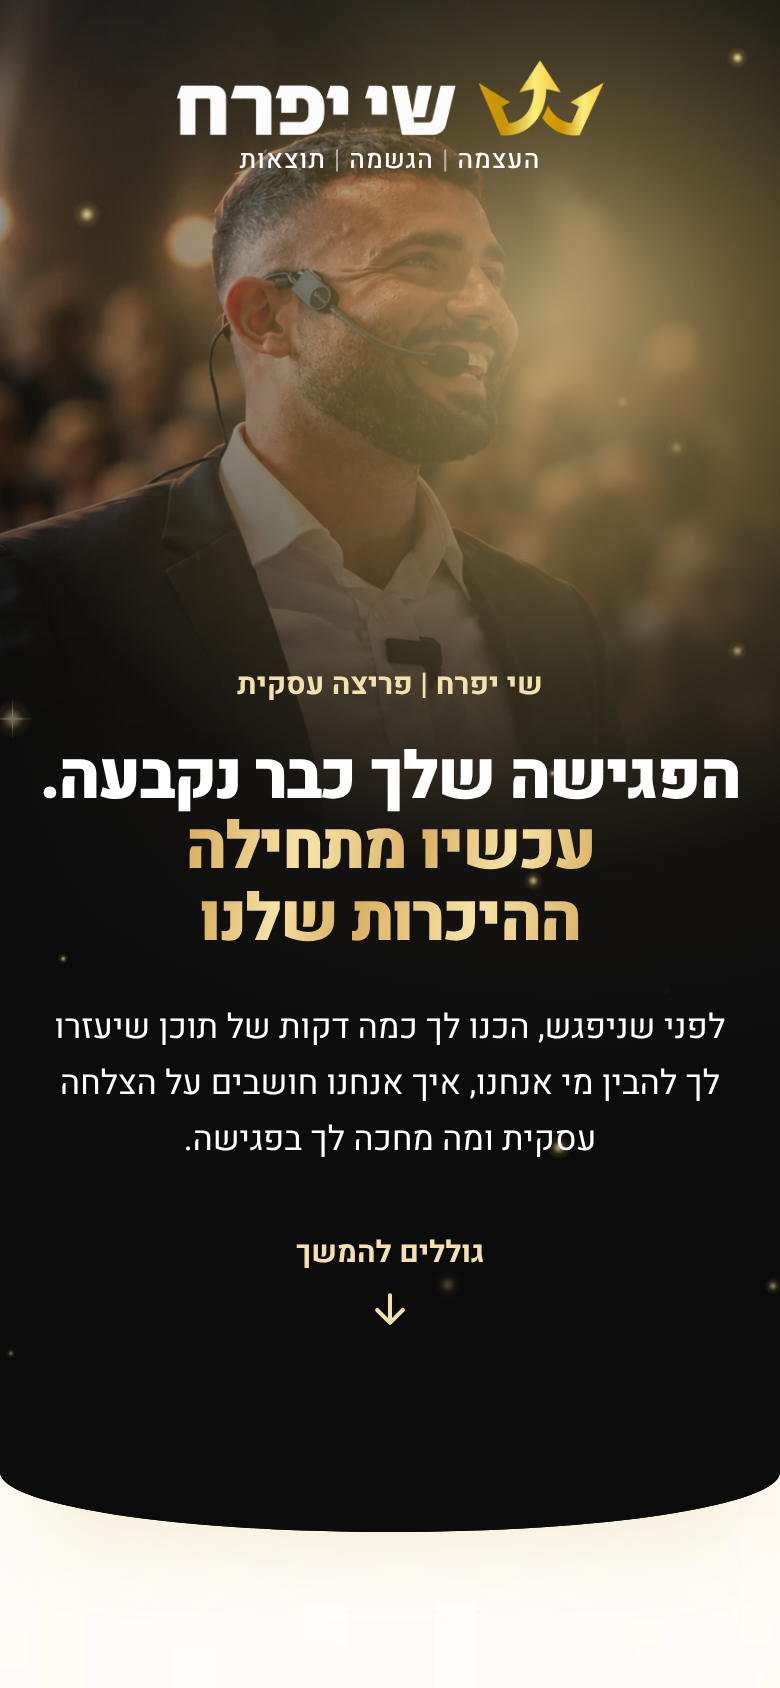 שי יפרח
העצמה | הגשמה | תוצאות
שי יפרח | פריצה עסקית
הפגישה שלך כבר נקבעה.
עכשיו מתחילה
ההיכרות שלנו
לפני שניפגש, הכנו לך כמה דקות של תוכן שיעזרו
לך להבין מי אנחנו, איך אנחנו חושבים על הצלחה
עסקית ומה מחכה לך בפגישה.
גוללים להמשך